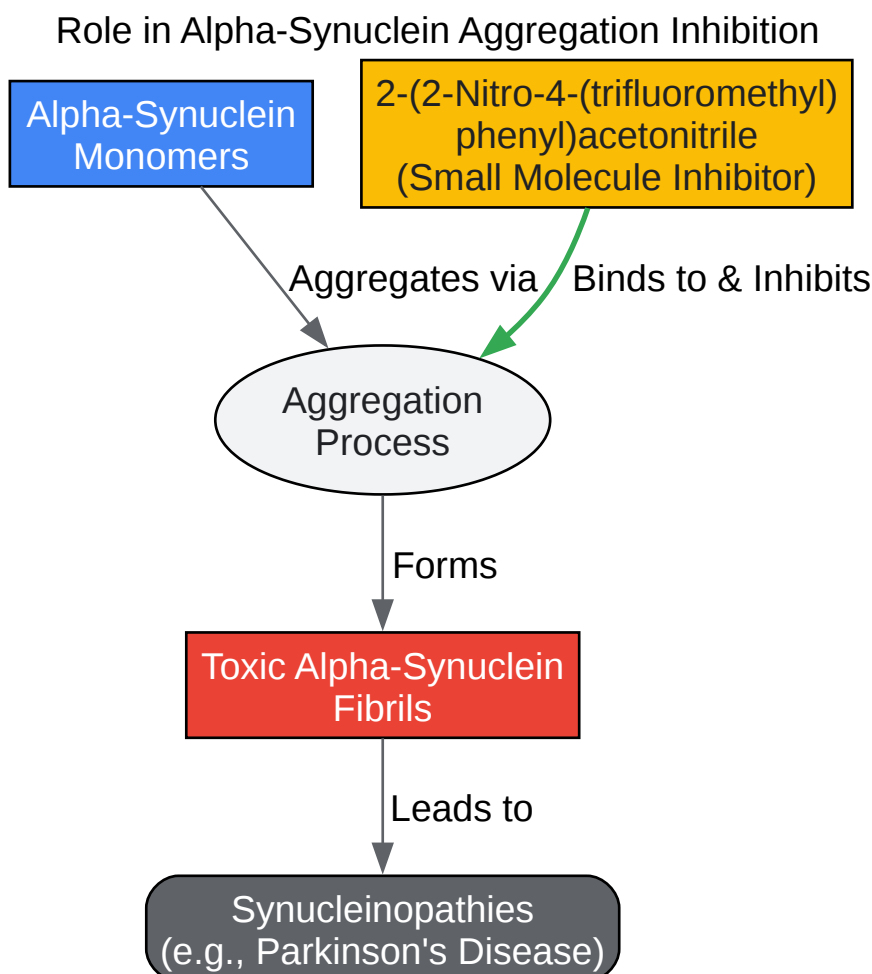 Role in Alpha-Synuclein Aggregation Inhibition
Alpha-Synuclein
Monomers
2-(2-Nitro-4-(trifluoromethyl)
phenyl)acetonitrile
(Small Molecule Inhibitor)
Aggregates via
Binds to & Inhibits
Aggregation
Process
Forms
Toxic Alpha-Synuclein
Fibrils
Leads to
Synucleinopathies
(e.g., Parkinson's Disease)